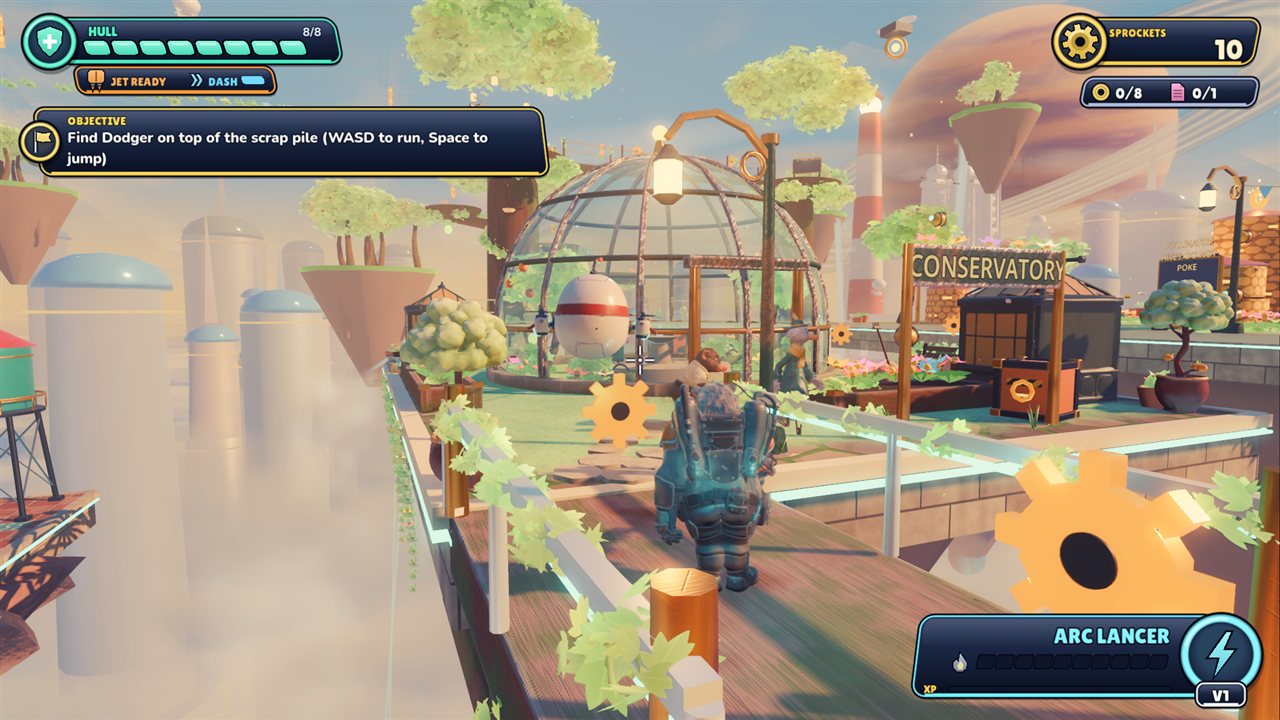 HULL
8/8
JET READY
DASH
OBJECTIVE
Find Dodger on top of the scrap pile (WASD to run, Space to
jump)
SPROCKETS
10
0/8
0/1
CONSERVATORY
POKE
ARC LANCER
XP
V1